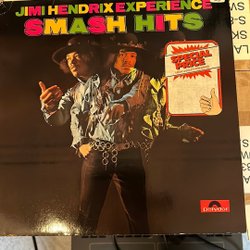 JIMI HENDRIX EXPERIENCE
SMASH HITS
SPECIAL
PRICE
Polydor